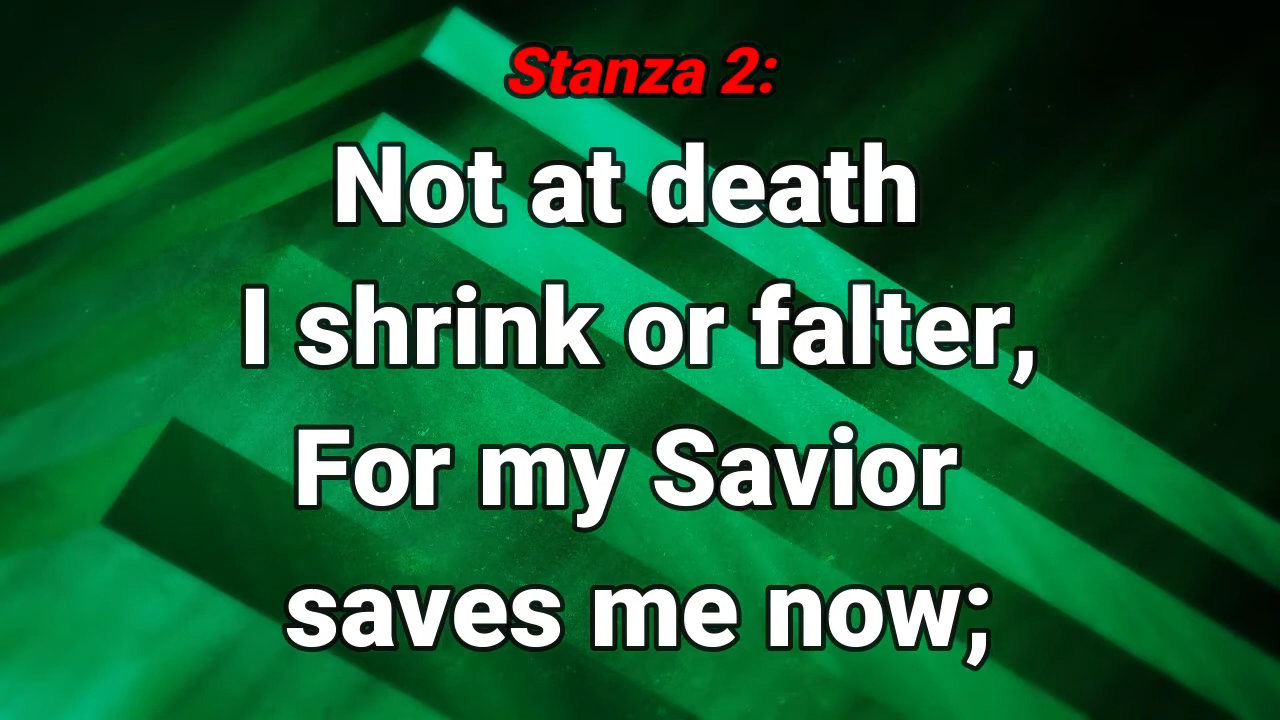 Stanza 2:
Not at death
I shrink or falter,
For my Savior
saves me now;